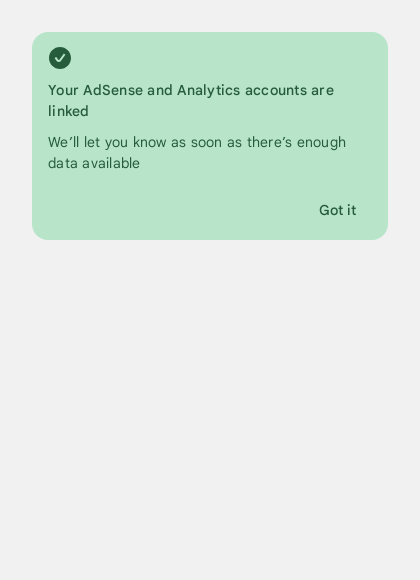 Your AdSense and Analytics accounts are
linked
We’ll let you know as soon as there’s enough
data available
Got it